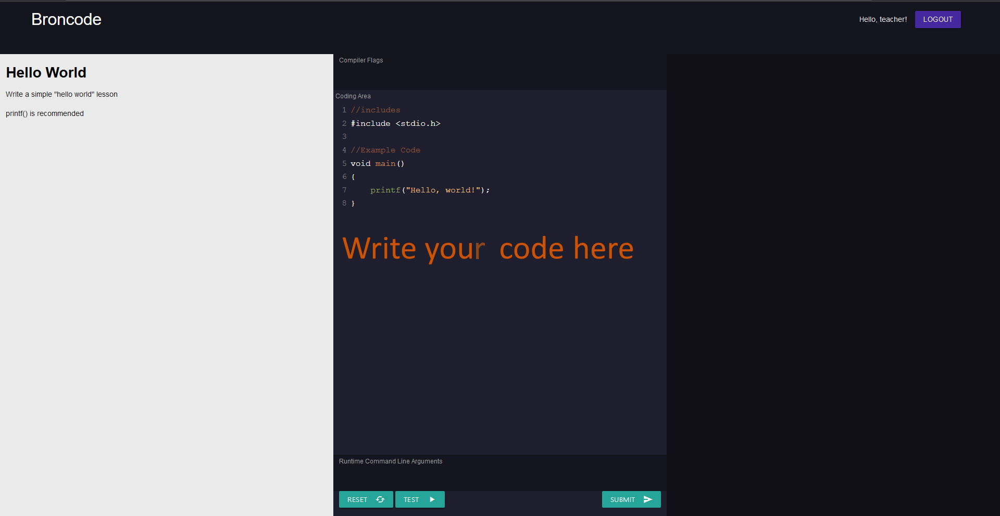 Broncode
Hello, teacher! LOGOUT
Hello World
Write a simple "hello world" lesson
printf() is recommended
Compiler Flags
Coding Area
1 //includes
2 #include <stdio.h>
3
4 //Example Code
5 void main()
6 {
7     printf("Hello, world!");
8 }
Write your code here
Runtime Command Line Arguments
RESET TEST SUBMIT